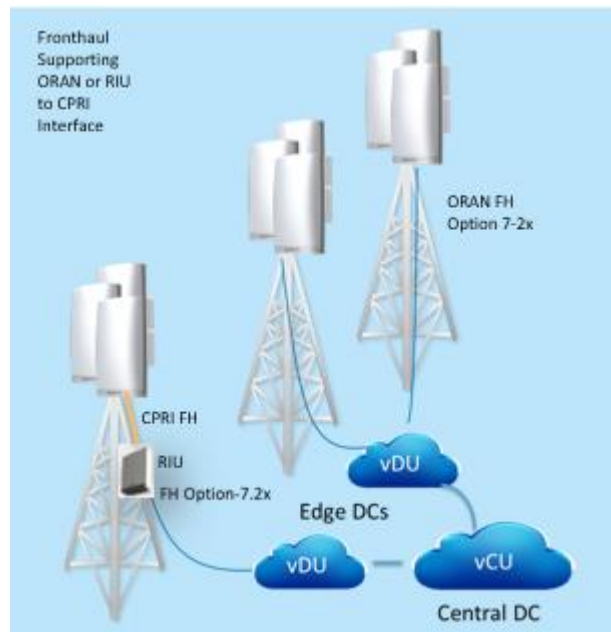 Fronthaul
Supporting
ORAN or RIU
to CPRI
Interface
ORAN FH
Option 7-2x
CPRI FH
RIU
FH Option-7.2x
vDU
Edge DCs
vDU
vCU
Central DC